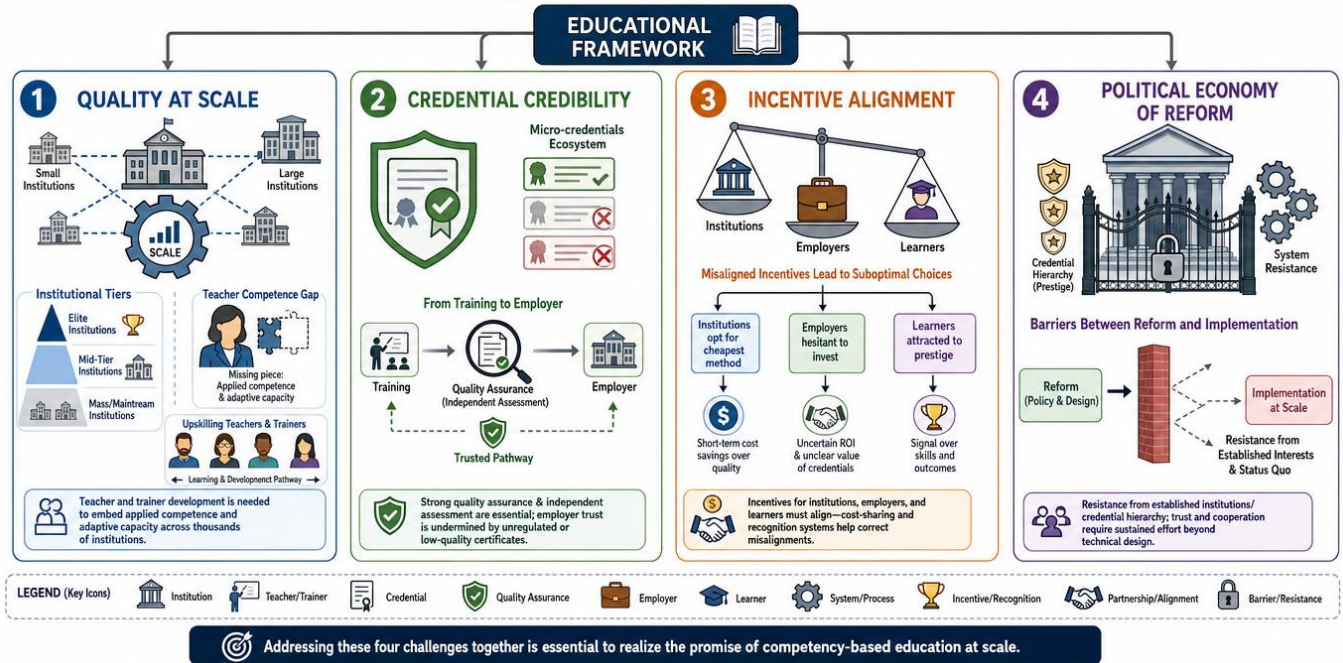 EDUCATIONAL
FRAMEWORK
1 QUALITY AT SCALE
Small
Institutions
Large
Institutions
SCALE
Institutional Tiers
Elite
Institutions
Mid-Tier
Institutions
Mass/Maintream
Institutions
Teacher Competence Gap
Missing piece:
Applied competence
& adaptive capacity
Upskilling Teachers & Trainers
Learning & Development Pathway
Teacher and trainer development is needed
to embed applied competence and
adaptive capacity across thousands
of institutions.
2 CREDENTIAL CREDIBILITY
Micro-credentials
Ecosystem
From Training to Employer
Training
Quality Assurance
(Independent Assessment)
Employer
Trusted Pathway
Strong quality assurance & independent
assessment are essential; employer trust
is undermined by unregulated or
low-quality certificates.
3 INCENTIVE ALIGNMENT
Institutions
Employers
Learners
Misaligned Incentives Lead to Suboptimal Choices
Institutions
opt for
cheapest
method
Employers
hesitant to
invest
Learners
attracted to
prestige
$
Short-term cost
savings over
quality
Uncertain ROI
& unclear value
of credentials
Signal over
skills and
outcomes
$
Incentives for institutions, employers, and
learners must align—cost-sharing and
recognition systems help correct
misalignments.
4 POLITICAL ECONOMY
OF REFORM
Credential
Hierarchy
(Prestige)
System
Resistance
Barriers Between Reform and Implementation
Reform
(Policy & Design)
Implementation
at Scale
Resistance from
Established Interests
& Status Quo
Resistance from established institutions/
credential hierarchy; trust and cooperation
require sustained effort beyond
technical design.
LEGEND (Key Icons)
Institution
Teacher/Trainer
Credential
Quality Assurance
Employer
Learner
System/Process
Incentive/Recognition
Partnership/Alignment
Barrier/Resistance
Addressing these four challenges together is essential to realize the promise of competency-based education at scale.